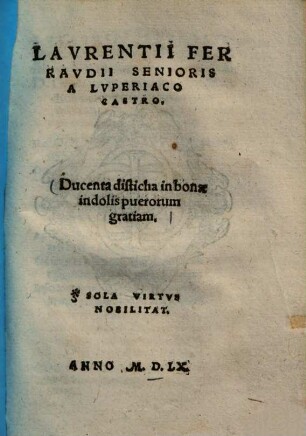 LAVRENTII FER
RAVDII SENIORIS
A LVPERIACO
CASTRO.
Ducenta disticha in bonæ
indolis puerorum
gratiam.
SOLA VIRTVS
NOBILITAT.
ANNO M. D. LX.